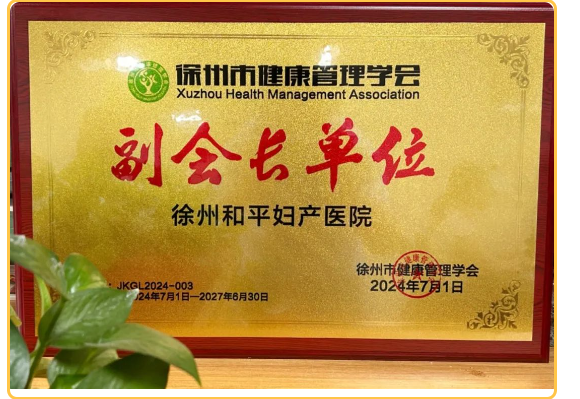 徐州市健康管理学会
Xuzhou Health Management Association
副会长单位
徐州和平妇产医院
徐州市健康管理学会
2024年7月1日
: JKGL2024-003
24年7月1日—2027年6月30日